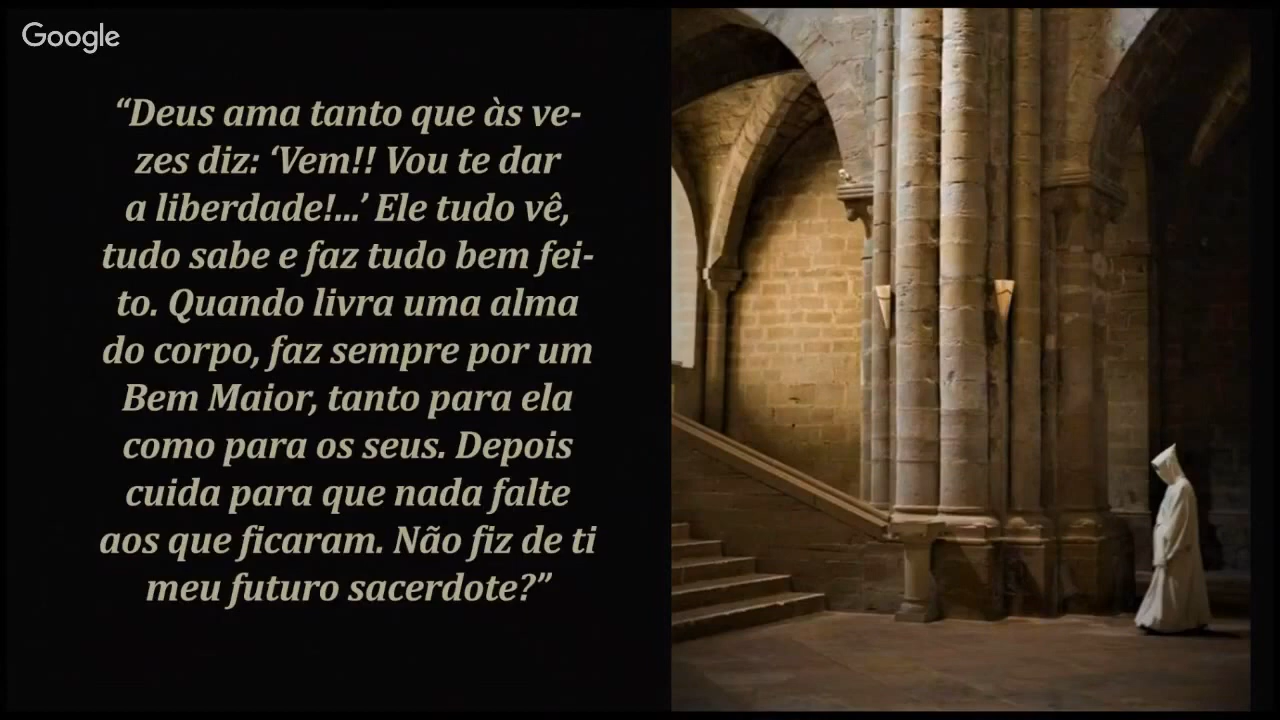 Google
“Deus ama tanto que às ve-
zes diz: ‘Vem!! Vou te dar
a liberdade!...’ Ele tudo vê,
tudo sabe e faz tudo bem fei-
to. Quando livra uma alma
do corpo, faz sempre por um
Bem Maior, tanto para ela
como para os seus. Depois
cuida para que nada falte
aos que ficaram. Não fiz de ti
meu futuro sacerdote?”